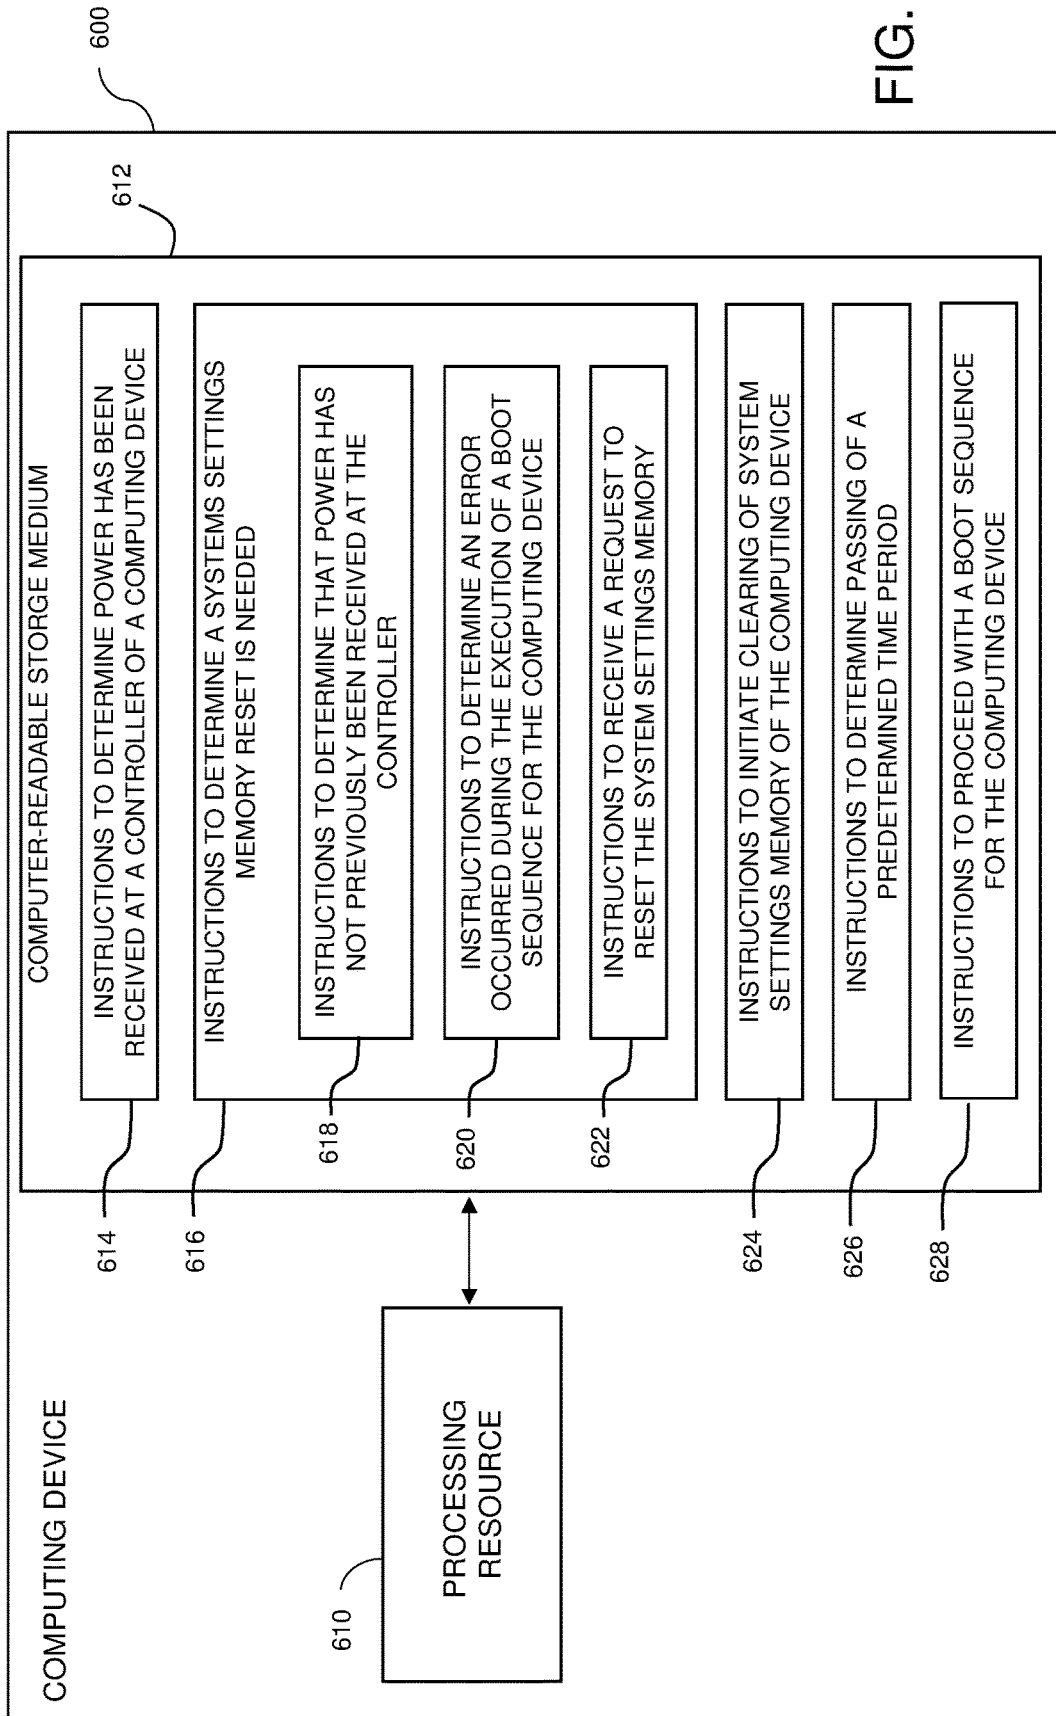 COMPUTING DEVICE
600
PROCESSING
RESOURCE
610
COMPUTER-READABLE STORGE MEDIUM
612
INSTRUCTIONS TO DETERMINE POWER HAS BEEN
RECEIVED AT A CONTROLLER OF A COMPUTING DEVICE
614
INSTRUCTIONS TO DETERMINE A SYSTEMS SETTINGS
MEMORY RESET IS NEEDED
616
INSTRUCTIONS TO DETERMINE THAT POWER HAS
NOT PREVIOUSLY BEEN RECEIVED AT THE
CONTROLLER
618
INSTRUCTIONS TO DETERMINE AN ERROR
OCCURRED DURING THE EXECUTION OF A BOOT
SEQUENCE FOR THE COMPUTING DEVICE
620
INSTRUCTIONS TO RECEIVE A REQUEST TO
RESET THE SYSTEM SETTINGS MEMORY
622
INSTRUCTIONS TO INITIATE CLEARING OF SYSTEM
SETTINGS MEMORY OF THE COMPUTING DEVICE
624
INSTRUCTIONS TO DETERMINE PASSING OF A
PREDETERMINED TIME PERIOD
626
INSTRUCTIONS TO PROCEED WITH A BOOT SEQUENCE
FOR THE COMPUTING DEVICE
628
FIG.